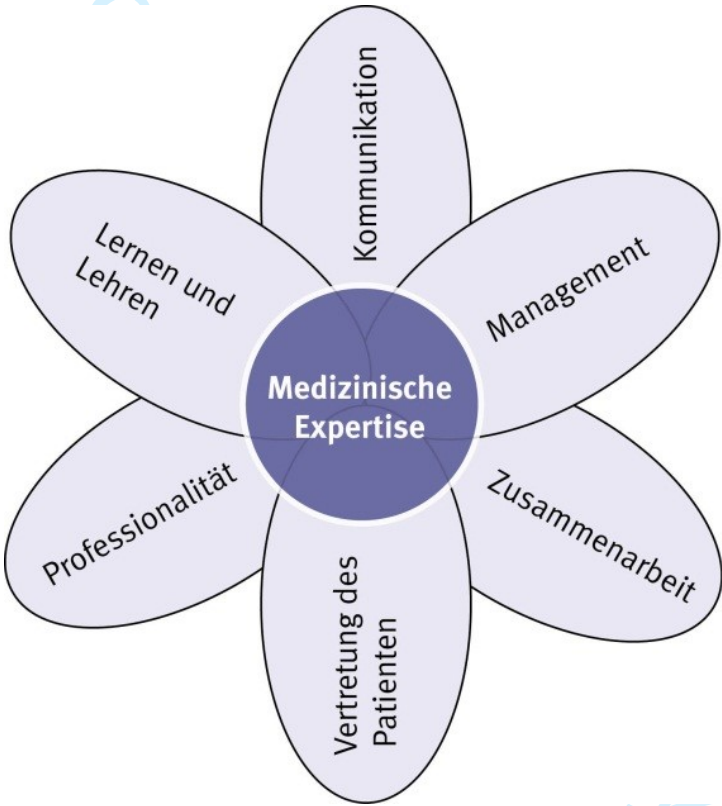 Kommunikation
Management
Zusammenarbeit
Vertretung des
Patienten
Professionalität
Lernen und
Lehren
Medizinische
Expertise